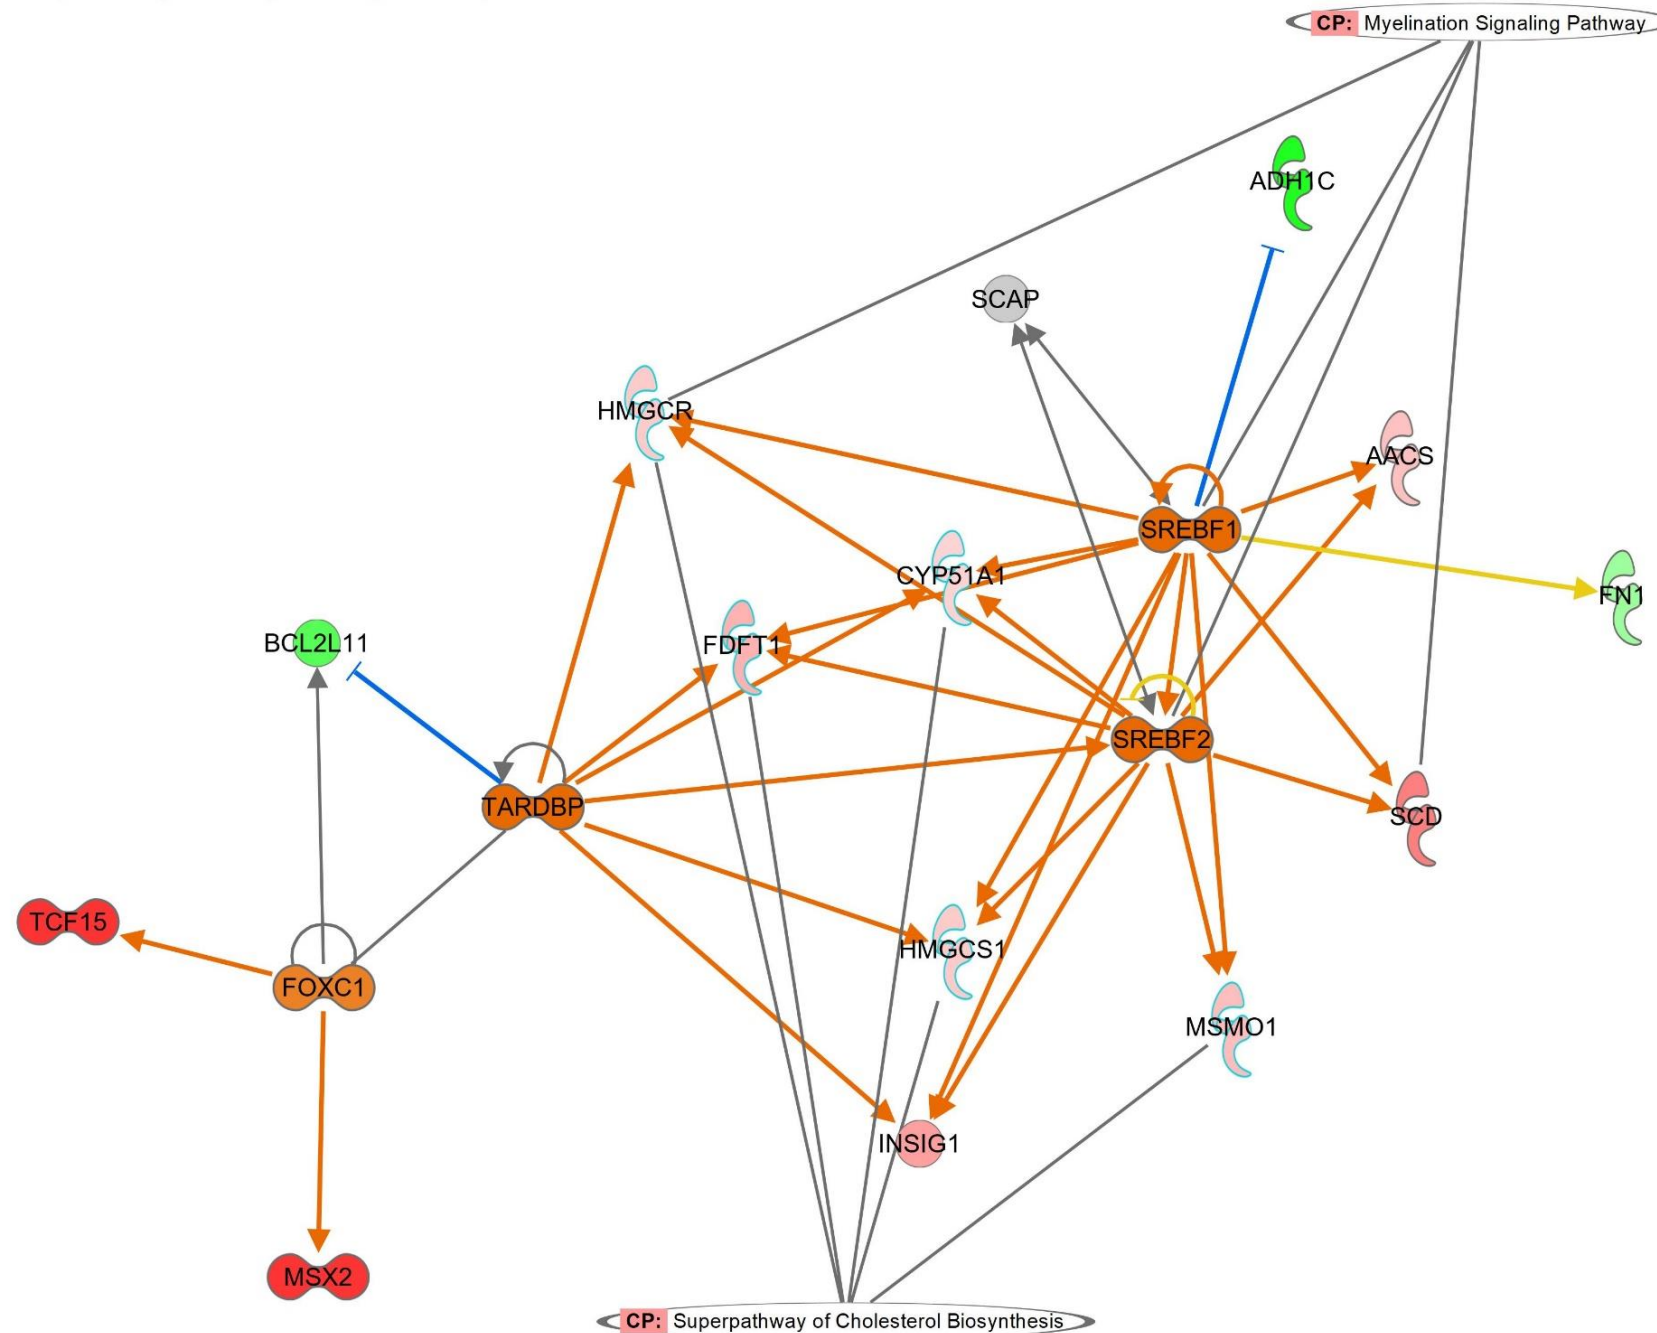 CP: Myelination Signaling Pathway
ADH1C
SCAP
HMGCR
AACS
SREBF1
CYP51A1
FN1
BCL2L11
FDFT1
SREBF2
TARDBP
SCD
TCF15
HMGCS1
FOXC1
MSMO1
INSIG1
MSX2
CP: Superpathway of Cholesterol Biosynthesis